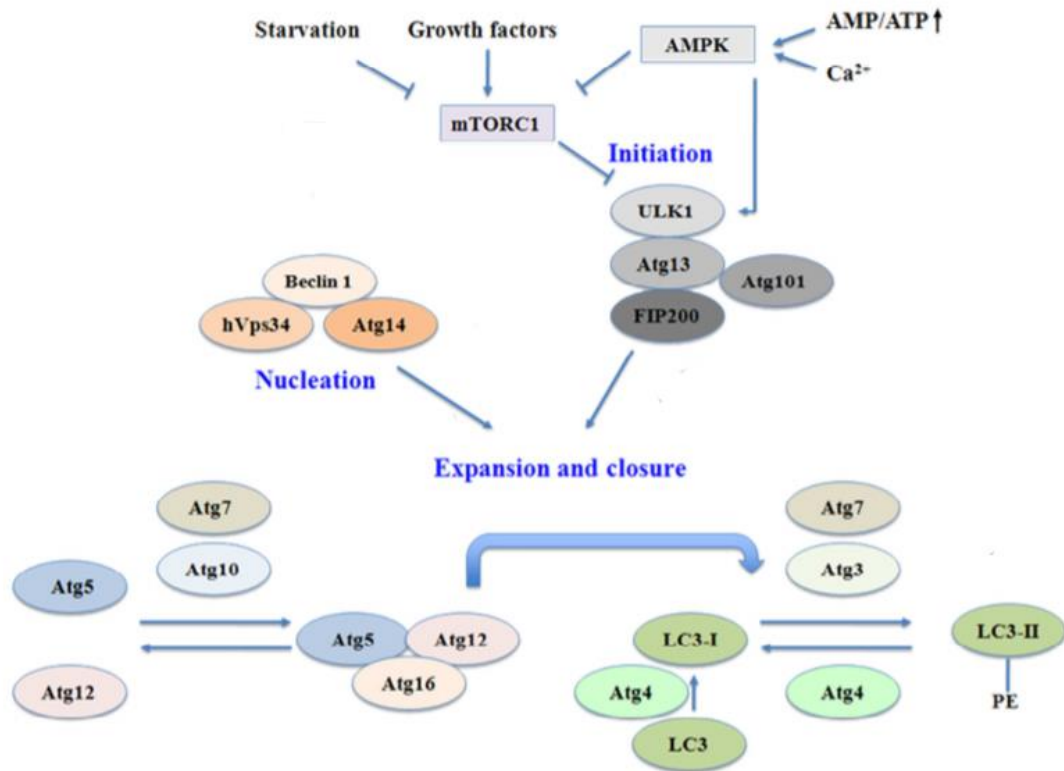 Starvation
Growth factors
AMPK
AMP/ATP↑
Ca²⁺
mTORC1
Initiation
ULK1
Atg13
Atg101
FIP200
Beclin 1
hVps34
Atg14
Nucleation
Expansion and closure
Atg7
Atg10
Atg5
Atg12
Atg5
Atg12
Atg16
Atg7
Atg3
LC3-I
LC3-II
PE
Atg4
Atg4
LC3